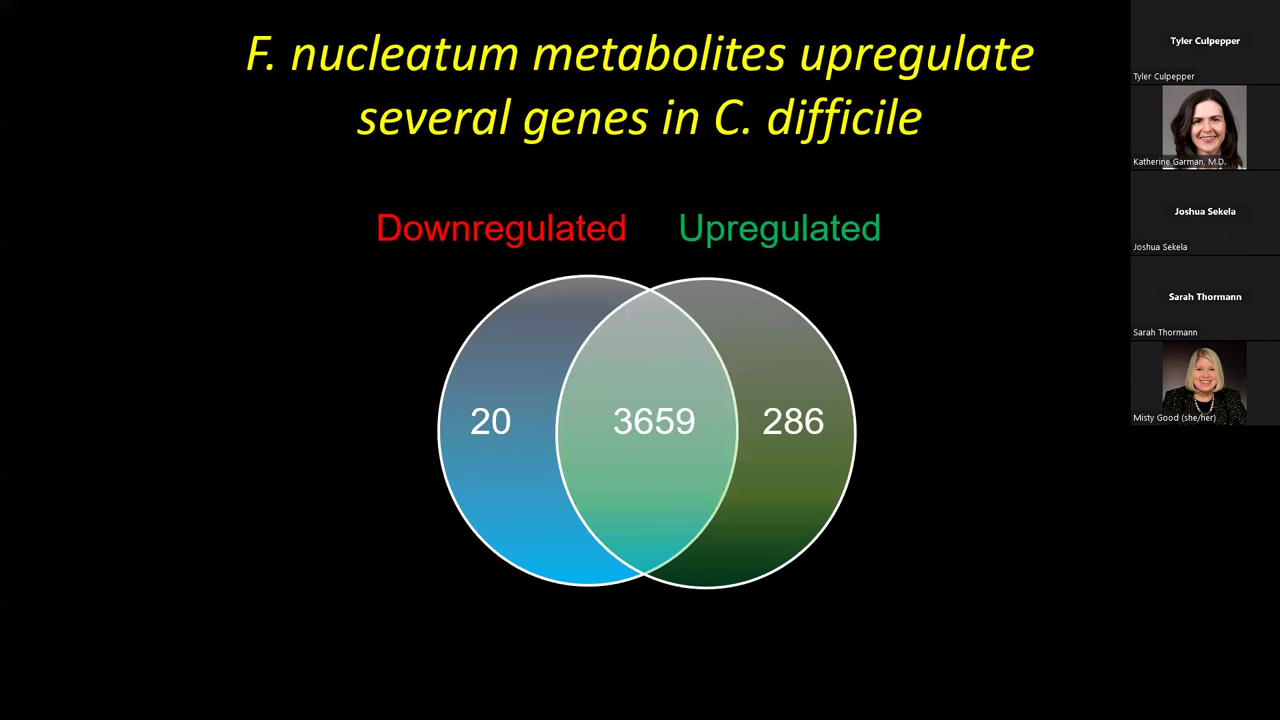 F. nucleatum metabolites upregulate
several genes in C. difficile
Downregulated
Upregulated
20
3659
286
Tyler Culpepper
Tyler Culpepper
Katherine Garman, M.D.
Joshua Sekela
Joshua Sekela
Sarah Thormann
Sarah Thormann
Misty Good (she/her)